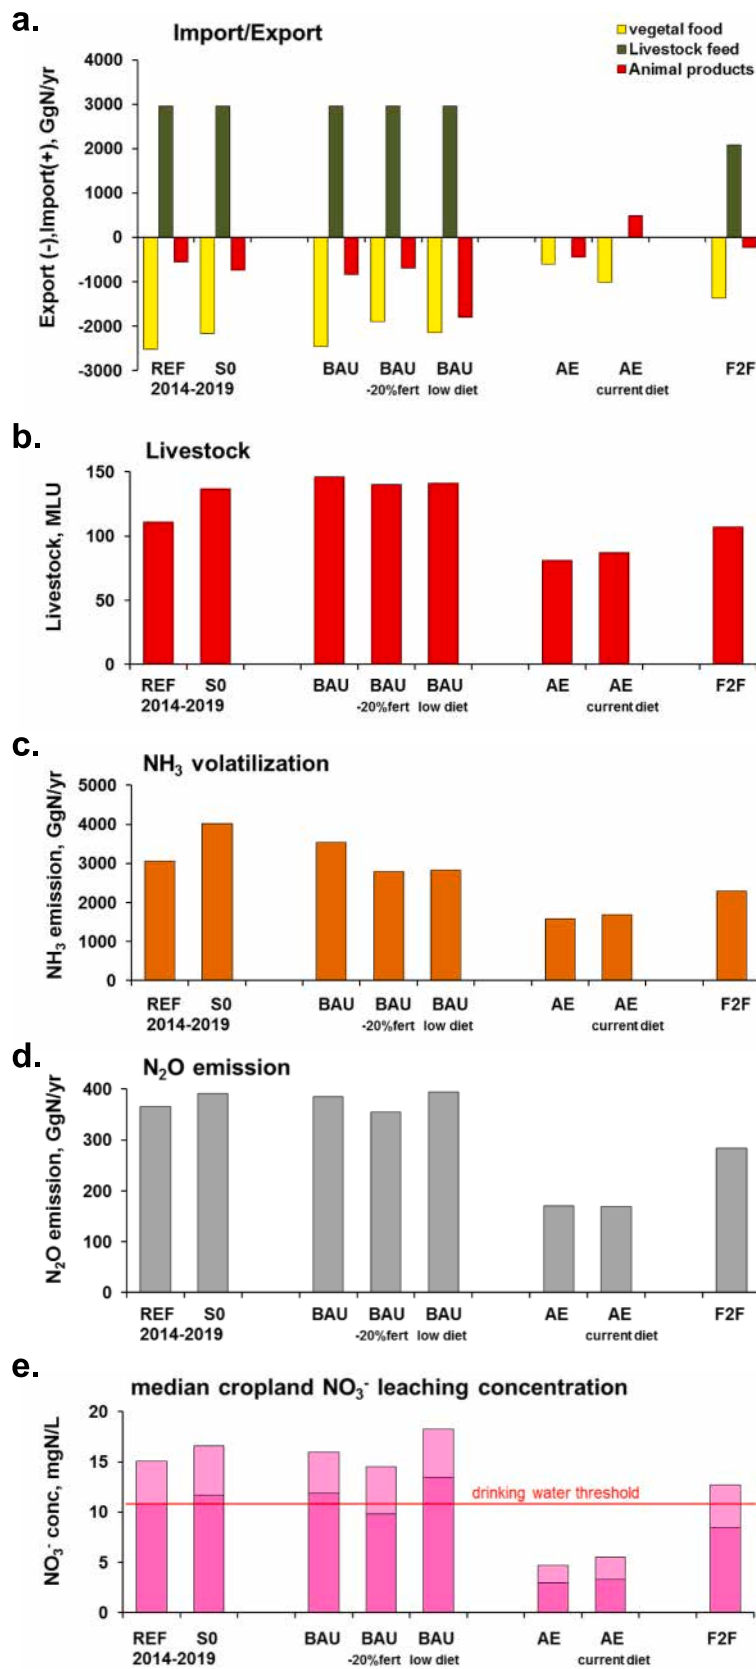 a.
Import/Export
vegetal food
Livestock feed
Animal products
Export (-),Import(+), GgN/yr
4000
3000
2000
1000
0
-1000
-2000
-3000
REF S0 BAU BAU BAU AE AE F2F
2014-2019 -20%fert low diet current diet
b.
Livestock
Livestock, MLU
150
100
50
0
REF S0 BAU BAU BAU AE AE F2F
2014-2019 -20%fert low diet current diet
c.
NH₃ volatilization
NH₃ emission, GgN/yr
5000
4000
3000
2000
1000
0
REF S0 BAU BAU BAU AE AE F2F
2014-2019 -20%fert low diet current diet
d.
N₂O emission
N₂O emission, GgN/yr
400
300
200
100
0
REF S0 BAU BAU BAU AE AE F2F
2014-2019 -20%fert low diet current diet
e.
median cropland NO₃⁻ leaching concentration
NO₃⁻ conc, mgN/L
20
15
10
5
0
drinking water threshold
REF S0 BAU BAU BAU AE AE F2F
2014-2019 -20%fert low diet current diet